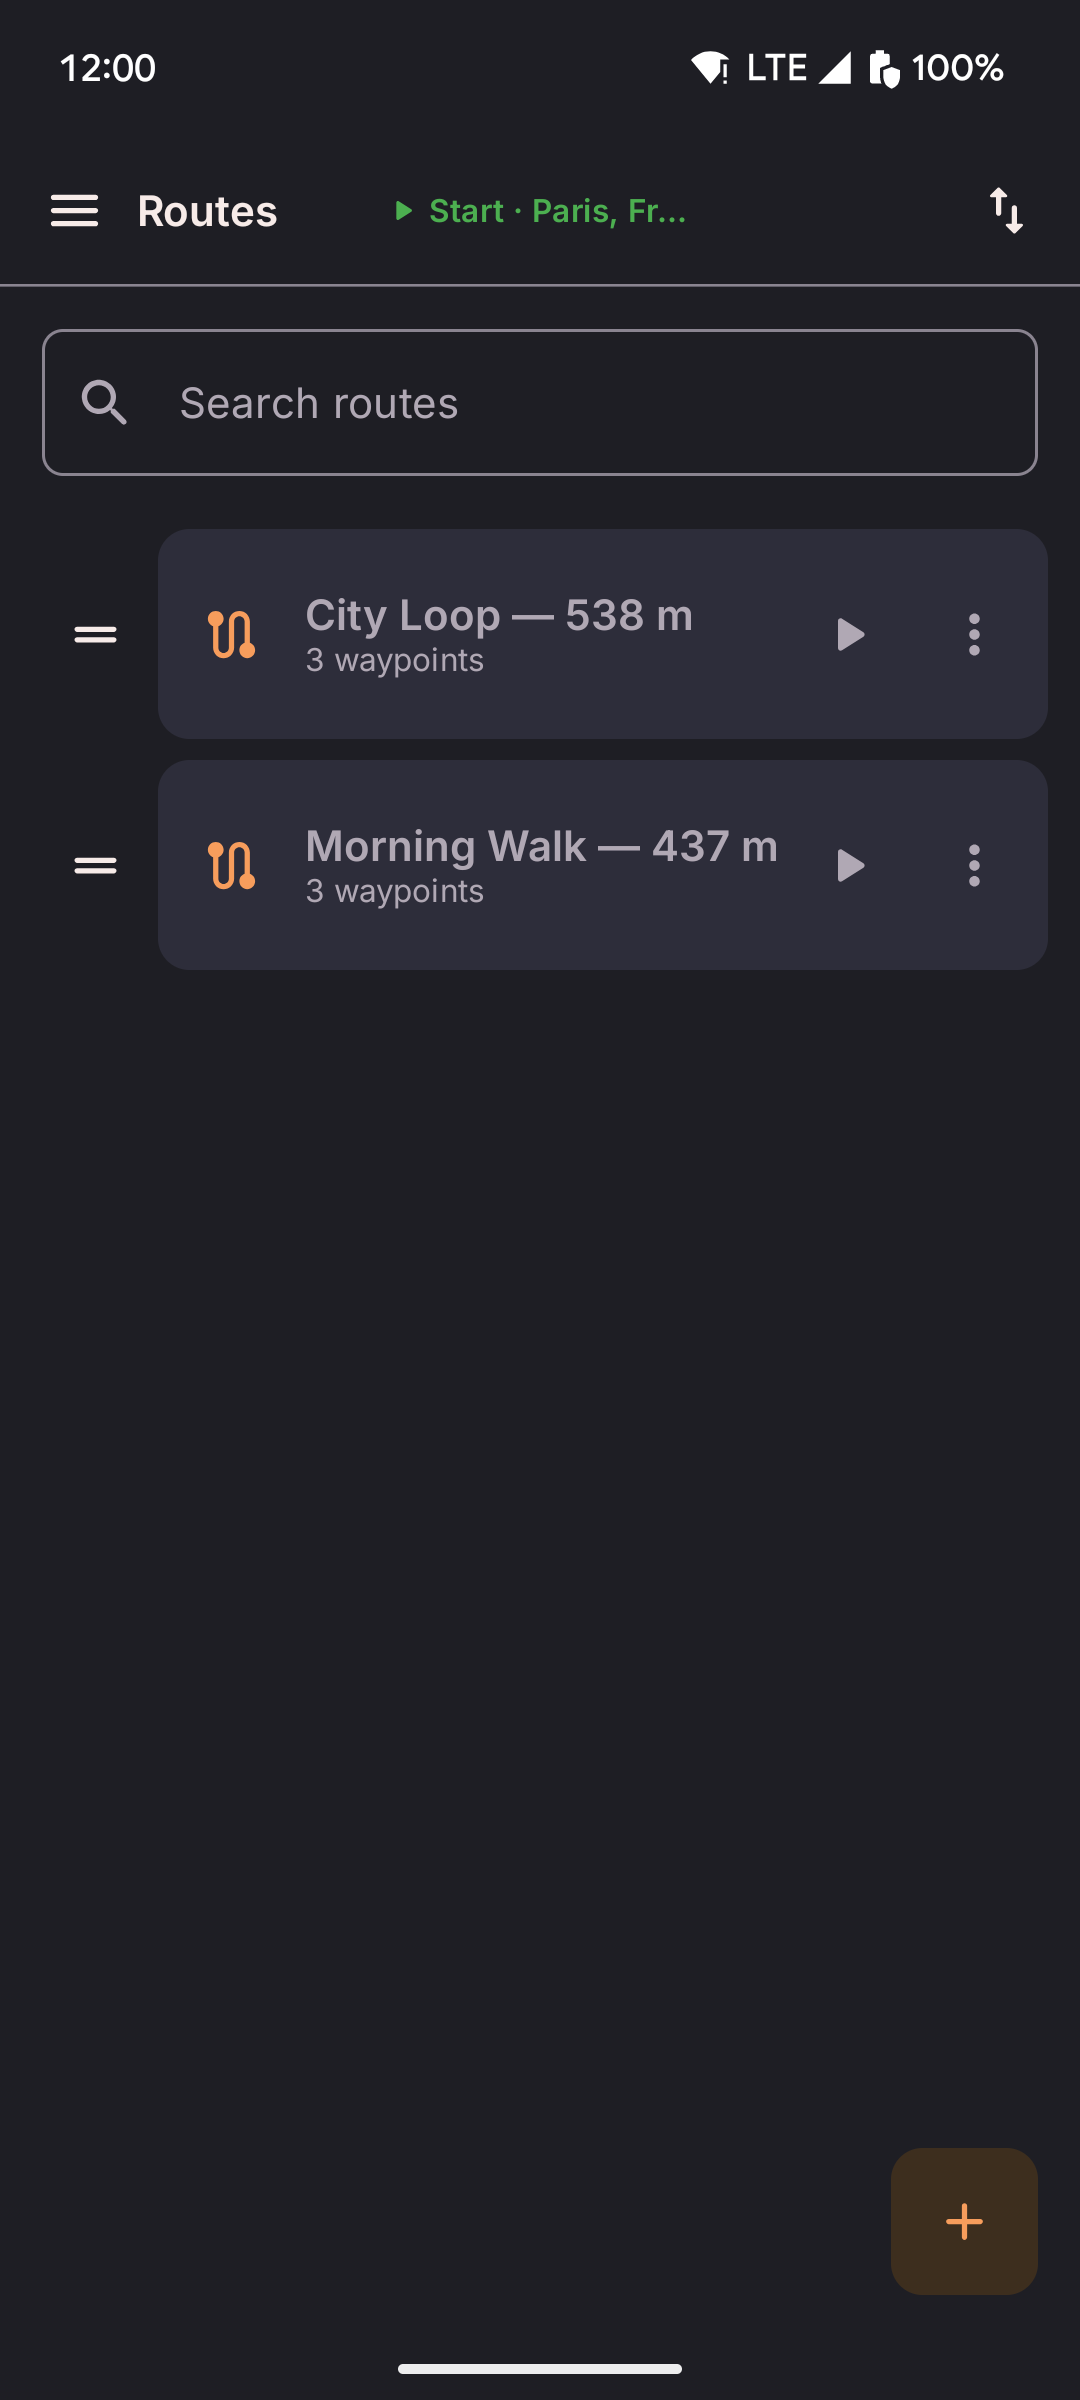 12:00
LTE 100%
Routes
Start · Paris, Fr...
Search routes
City Loop — 538 m
3 waypoints
Morning Walk — 437 m
3 waypoints